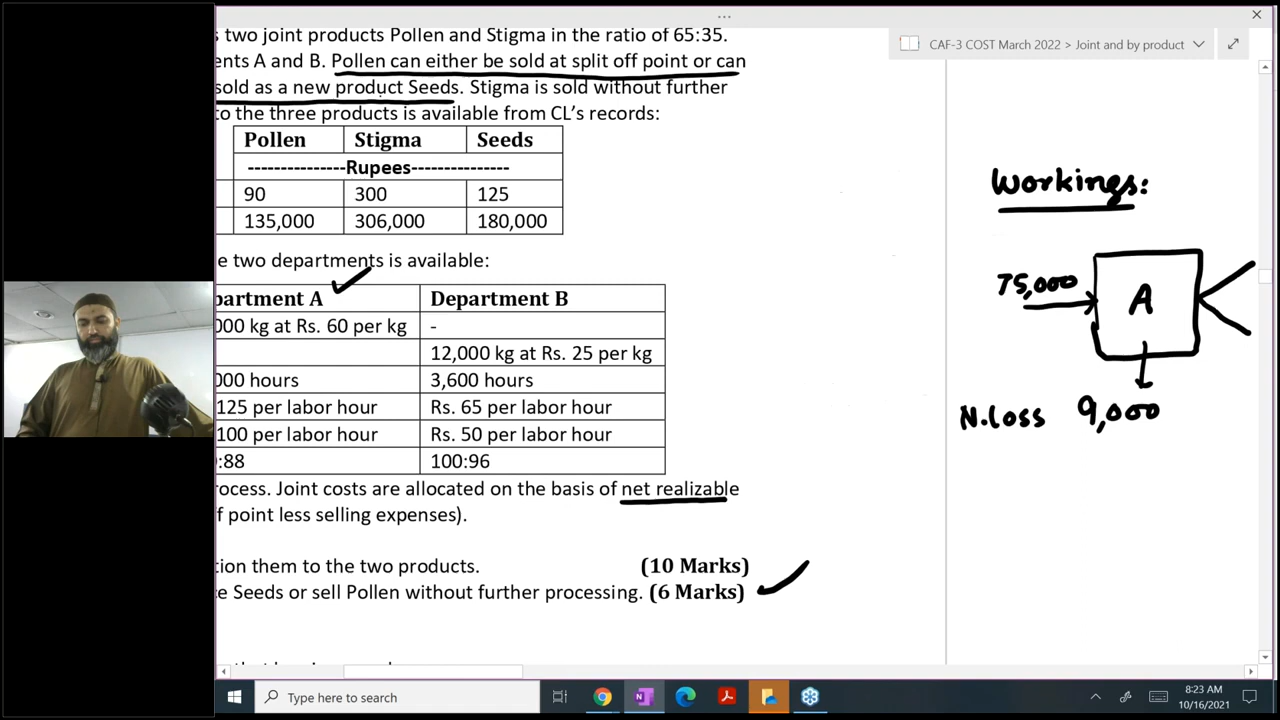 s two joint products Pollen and Stigma in the ratio of 65:35.
ents A and B. Pollen can either be sold at split off point or can
sold as a new product Seeds. Stigma is sold without further
to the three products is available from CL's records:
Pollen Stigma Seeds
---------------Rupees---------------
90 300 125
135,000 306,000 180,000
e two departments is available:
partment A Department B
000 kg at Rs. 60 per kg -
12,000 kg at Rs. 25 per kg
000 hours 3,600 hours
125 per labor hour Rs. 65 per labor hour
100 per labor hour Rs. 50 per labor hour
:88 100:96
rocess. Joint costs are allocated on the basis of net realizable
f point less selling expenses).
tion them to the two products. (10 Marks)
e Seeds or sell Pollen without further processing. (6 Marks)
CAF-3 COST March 2022 > Joint and by product
Workings:
75,000
A
N.loss 9,000
Type here to search
8:23 AM
10/16/2021